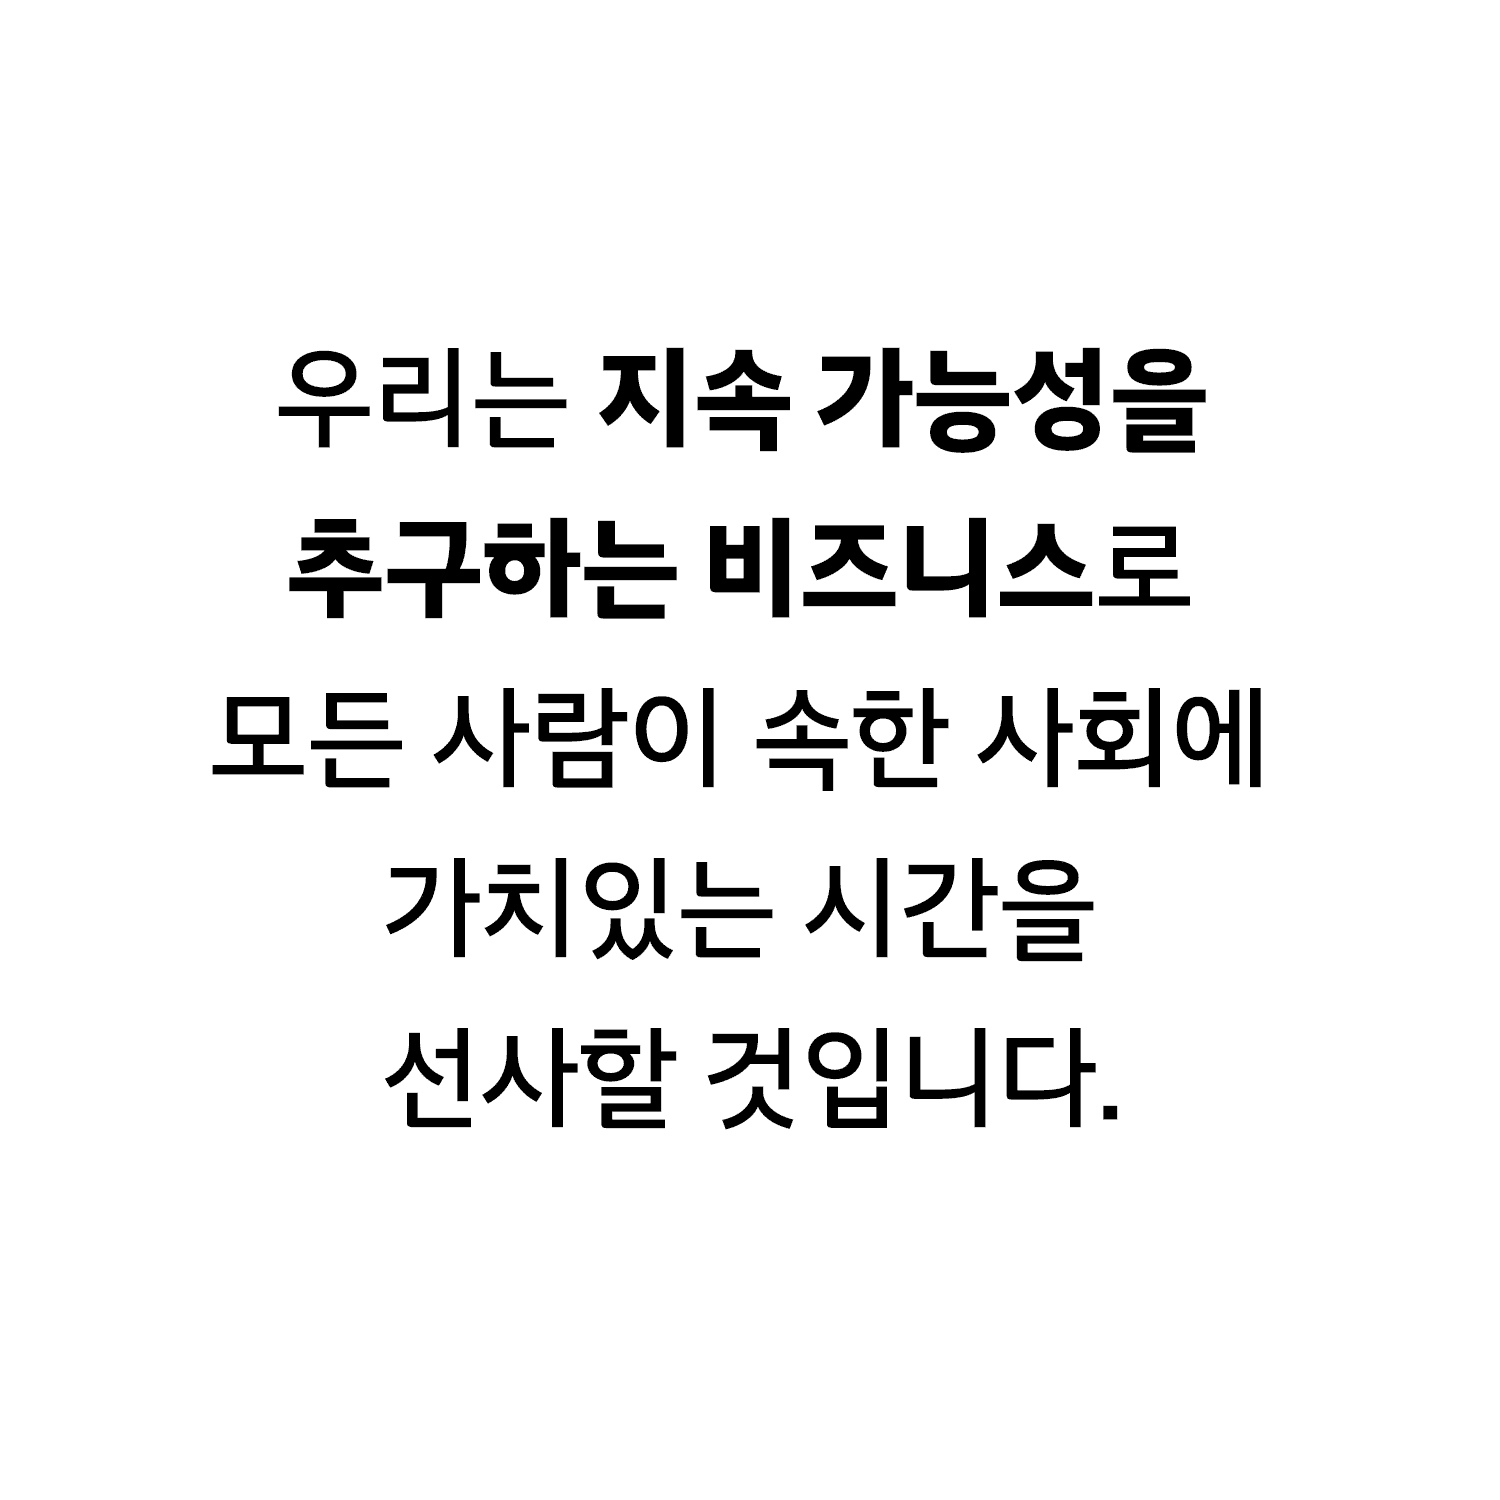 우리는 지속 가능성을
추구하는 비즈니스로
모든 사람이 속한 사회에
가치있는 시간을
선사할 것입니다.